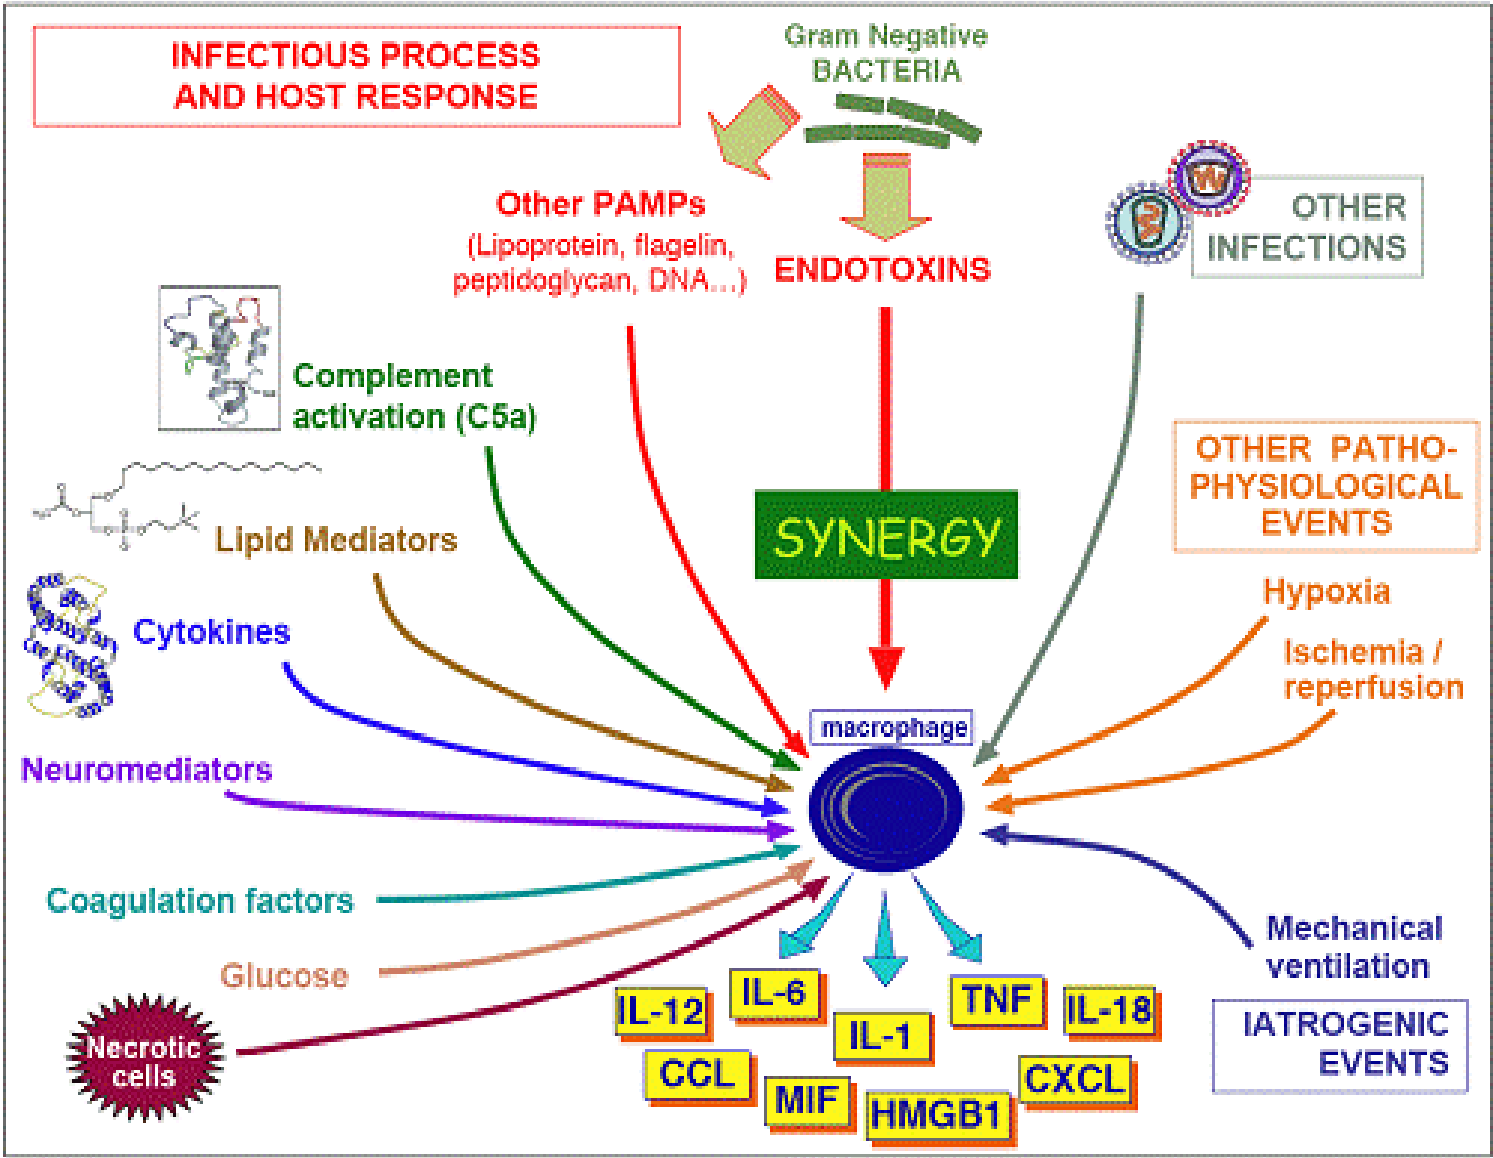 INFECTIOUS PROCESS
AND HOST RESPONSE
Gram Negative
BACTERIA
Other PAMPs
(Lipoprotein, flagelin,
peptidoglycan, DNA...)
ENDOTOXINS
OTHER
INFECTIONS
Complement
activation (C5a)
OTHER PATHO-
PHYSIOLOGICAL
EVENTS
SYNERGY
Lipid Mediators
Hypoxia
Cytokines
Ischemia /
reperfusion
macrophage
Neuromediators
Coagulation factors
Mechanical
ventilation
Glucose
Necrotic
cells
IL-12
IL-6
IL-1
TNF
IL-18
IATROGENIC
EVENTS
CCL
MIF
HMGB1
CXCL